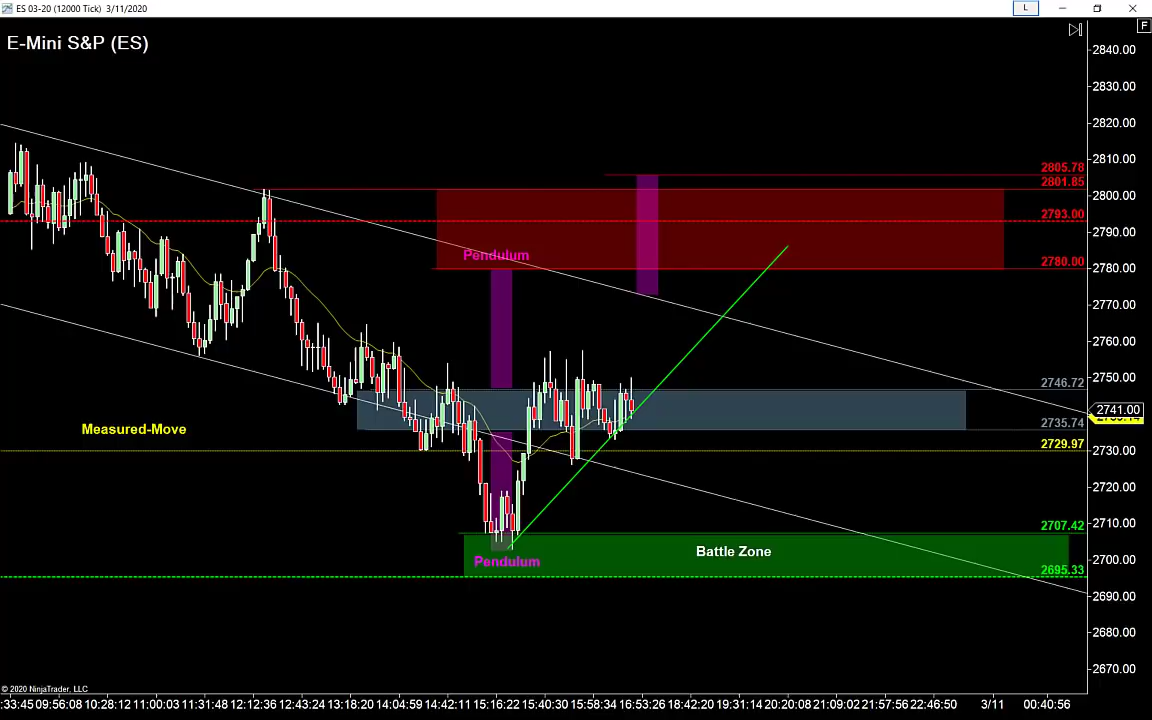 ES 03-20 (12000 Tick) 3/11/2020
L
F
E-Mini S&P (ES)
2840.00
2830.00
2820.00
2810.00
2805.78
2801.85
2800.00
2793.00
2790.00
Pendulum
2780.00
2780.00
2770.00
2760.00
2750.00
2746.72
2741.00
2735.74
Measured-Move
2729.97
2730.00
2720.00
2710.00
2707.42
Battle Zone
Pendulum
2700.00
2695.33
2690.00
2680.00
2670.00
© 2020 NinjaTrader, LLC
:33:45 09:56:08 10:28:12 11:00:03 11:31:48 12:12:36 12:43:24 13:18:20 14:04:59 14:42:11 15:16:22 15:40:30 15:58:34 16:53:26 18:42:20 19:31:14 20:20:08 21:09:02 21:57:56 22:46:50 3/11 00:40:56